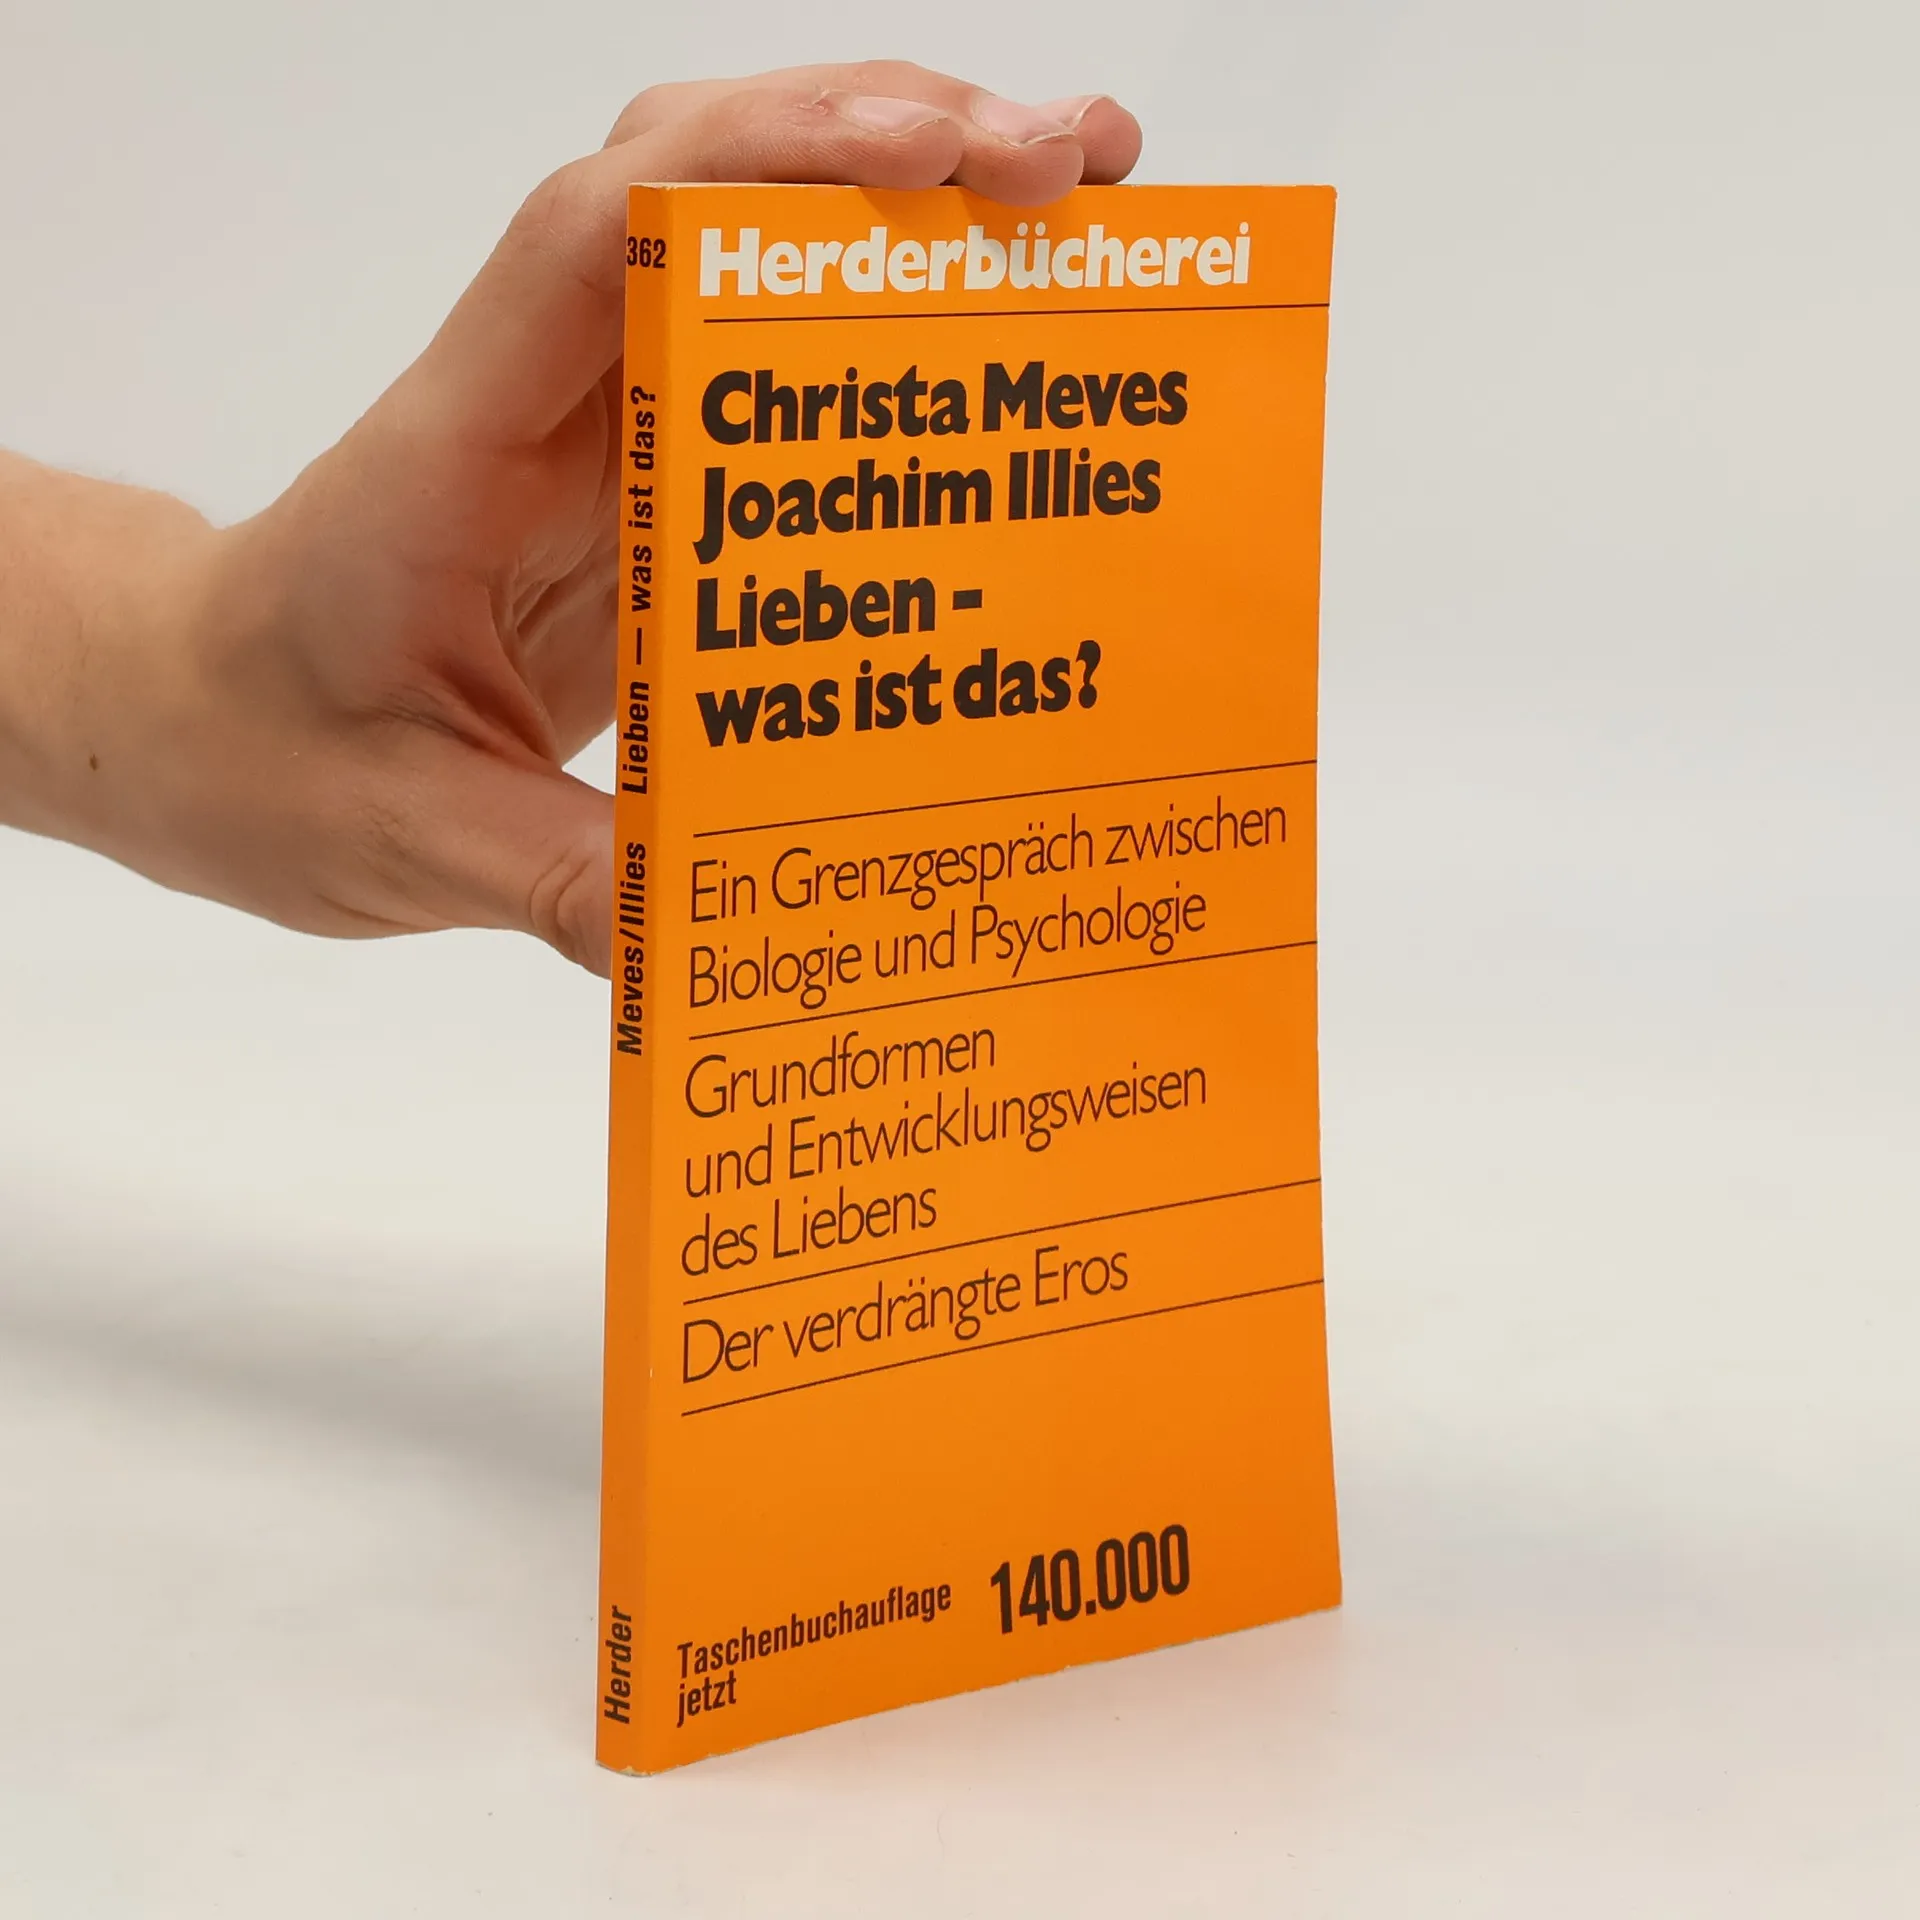 Herderbücherei
Christa Meves
Joachim Illies
Lieben -
was ist das?
Ein Grenzgespräch zwischen
Biologie und Psychologie
Grundformen
und Entwicklungsweisen
des Liebens
Der verdrängte Eros
Taschenbuchauflage 140.000
jetzt
362
Meves/Illies Lieben — was ist das?
Herder